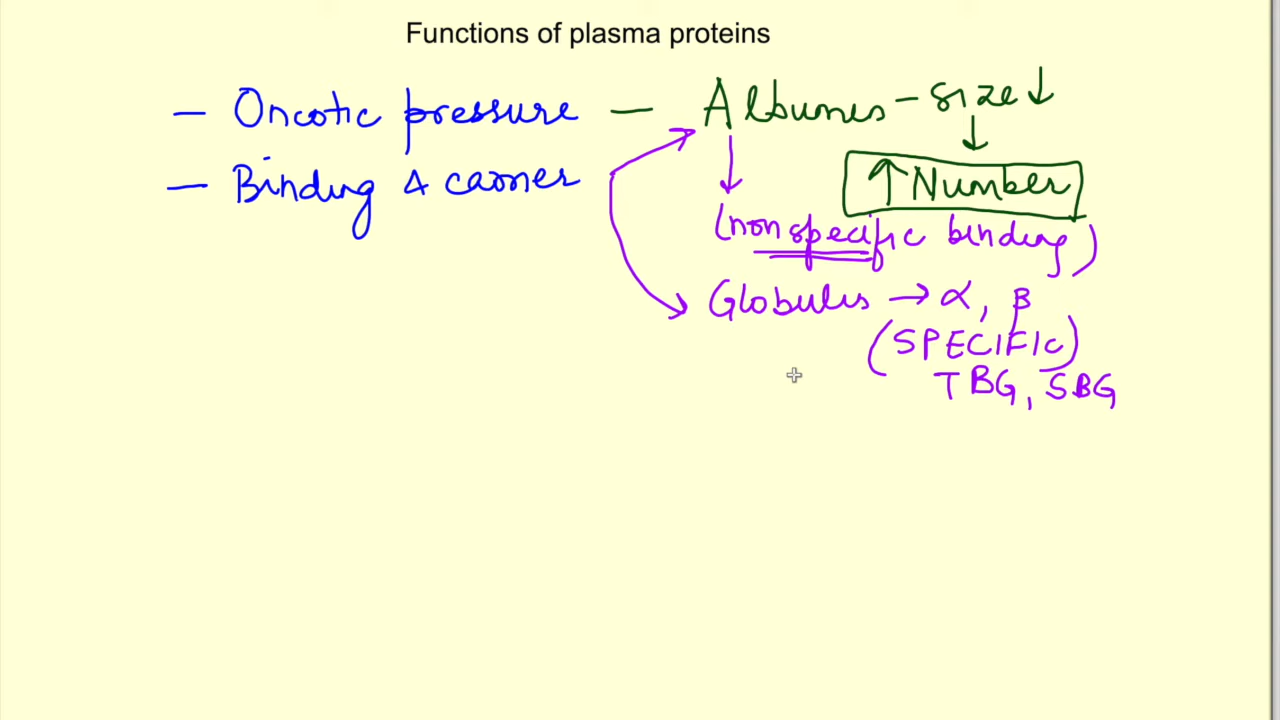 Functions of plasma proteins
— Oncotic pressure — Albumins – size ↓
↓
— Binding & carrier
↑ Number
(nonspecific binding)
Globulins → α, β
(SPECIFIC)
TBG, SBG